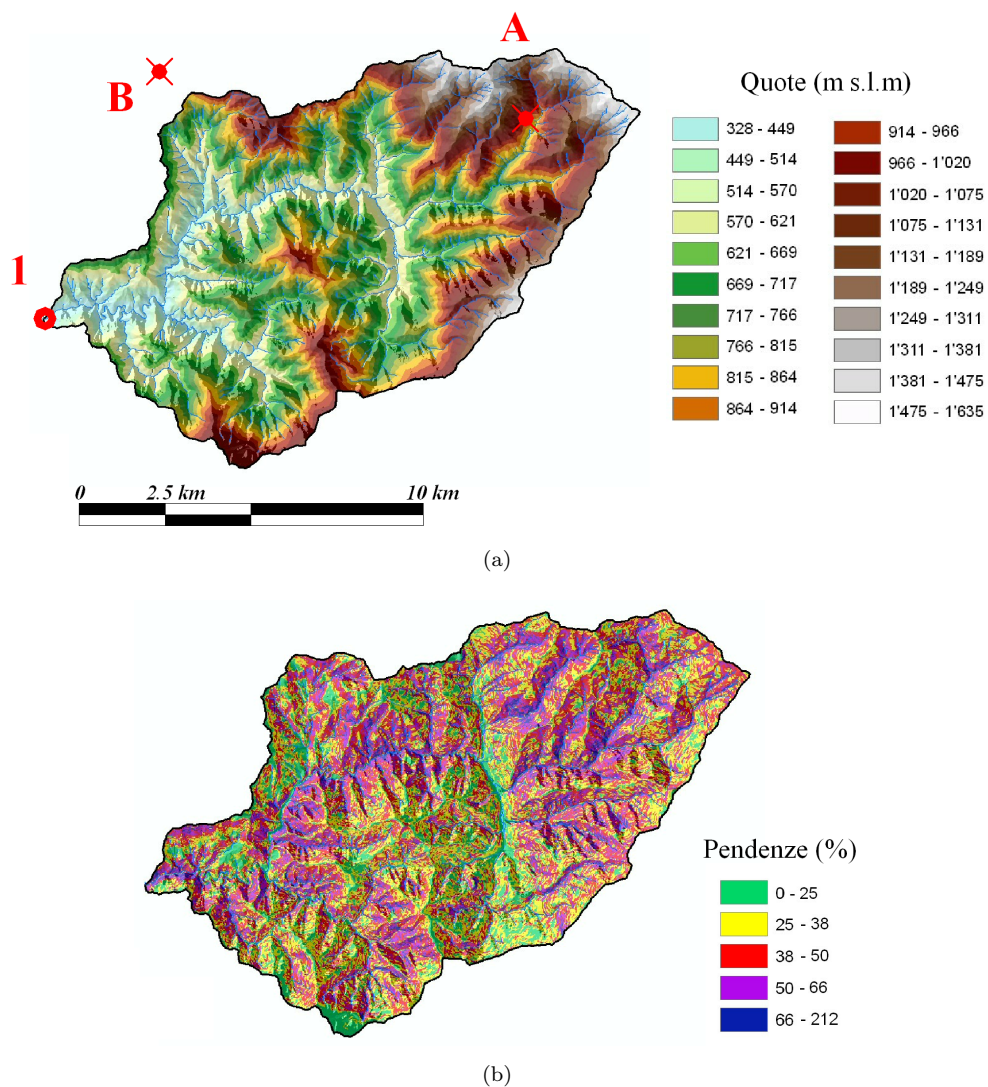 A
B
1
Quote (m s.l.m)
328 - 449
449 - 514
514 - 570
570 - 621
621 - 669
669 - 717
717 - 766
766 - 815
815 - 864
864 - 914
914 - 966
966 - 1'020
1'020 - 1'075
1'075 - 1'131
1'131 - 1'189
1'189 - 1'249
1'249 - 1'311
1'311 - 1'381
1'381 - 1'475
1'475 - 1'635
0 2.5 km 10 km
(a)
Pendenze (%)
0 - 25
25 - 38
38 - 50
50 - 66
66 - 212
(b)